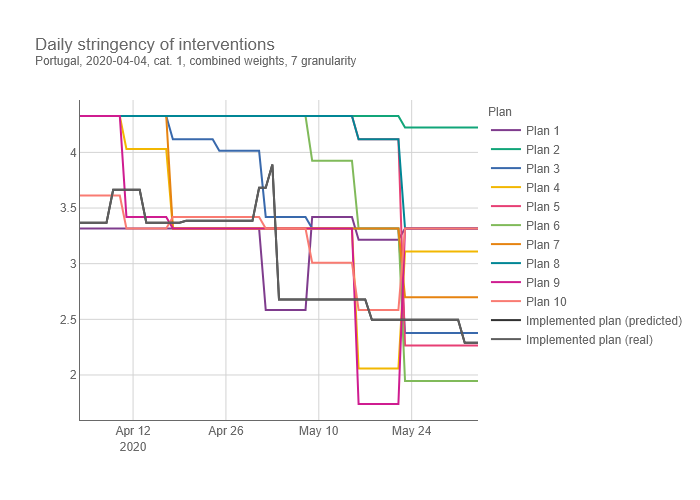 Daily stringency of interventions
Portugal, 2020-04-04, cat. 1, combined weights, 7 granularity
Plan
Plan 1
Plan 2
Plan 3
Plan 4
Plan 5
Plan 6
Plan 7
Plan 8
Plan 9
Plan 10
Implemented plan (predicted)
Implemented plan (real)
4
3.5
3
2.5
2
Apr 12
2020
Apr 26
May 10
May 24